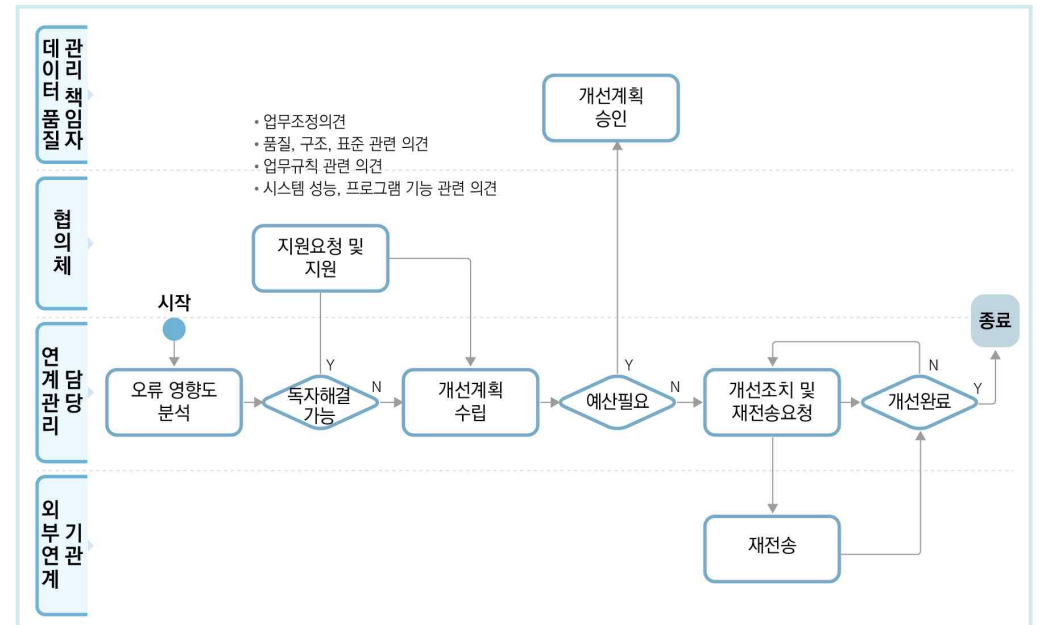 데이터 품질
관리 책임자
개선계획
승인
• 업무조정의견
• 품질, 구조, 표준 관련 의견
• 업무규칙 관련 의견
• 시스템 성능, 프로그램 기능 관련 의견
협의체
지원요청 및
지원
시작
종료
연계관리
담당
오류 영향도
분석
Y
독자해결
가능
N
개선계획
수립
Y
예산필요
N
개선조치 및
재전송요청
N
개선완료
Y
외부연계
기관
재전송